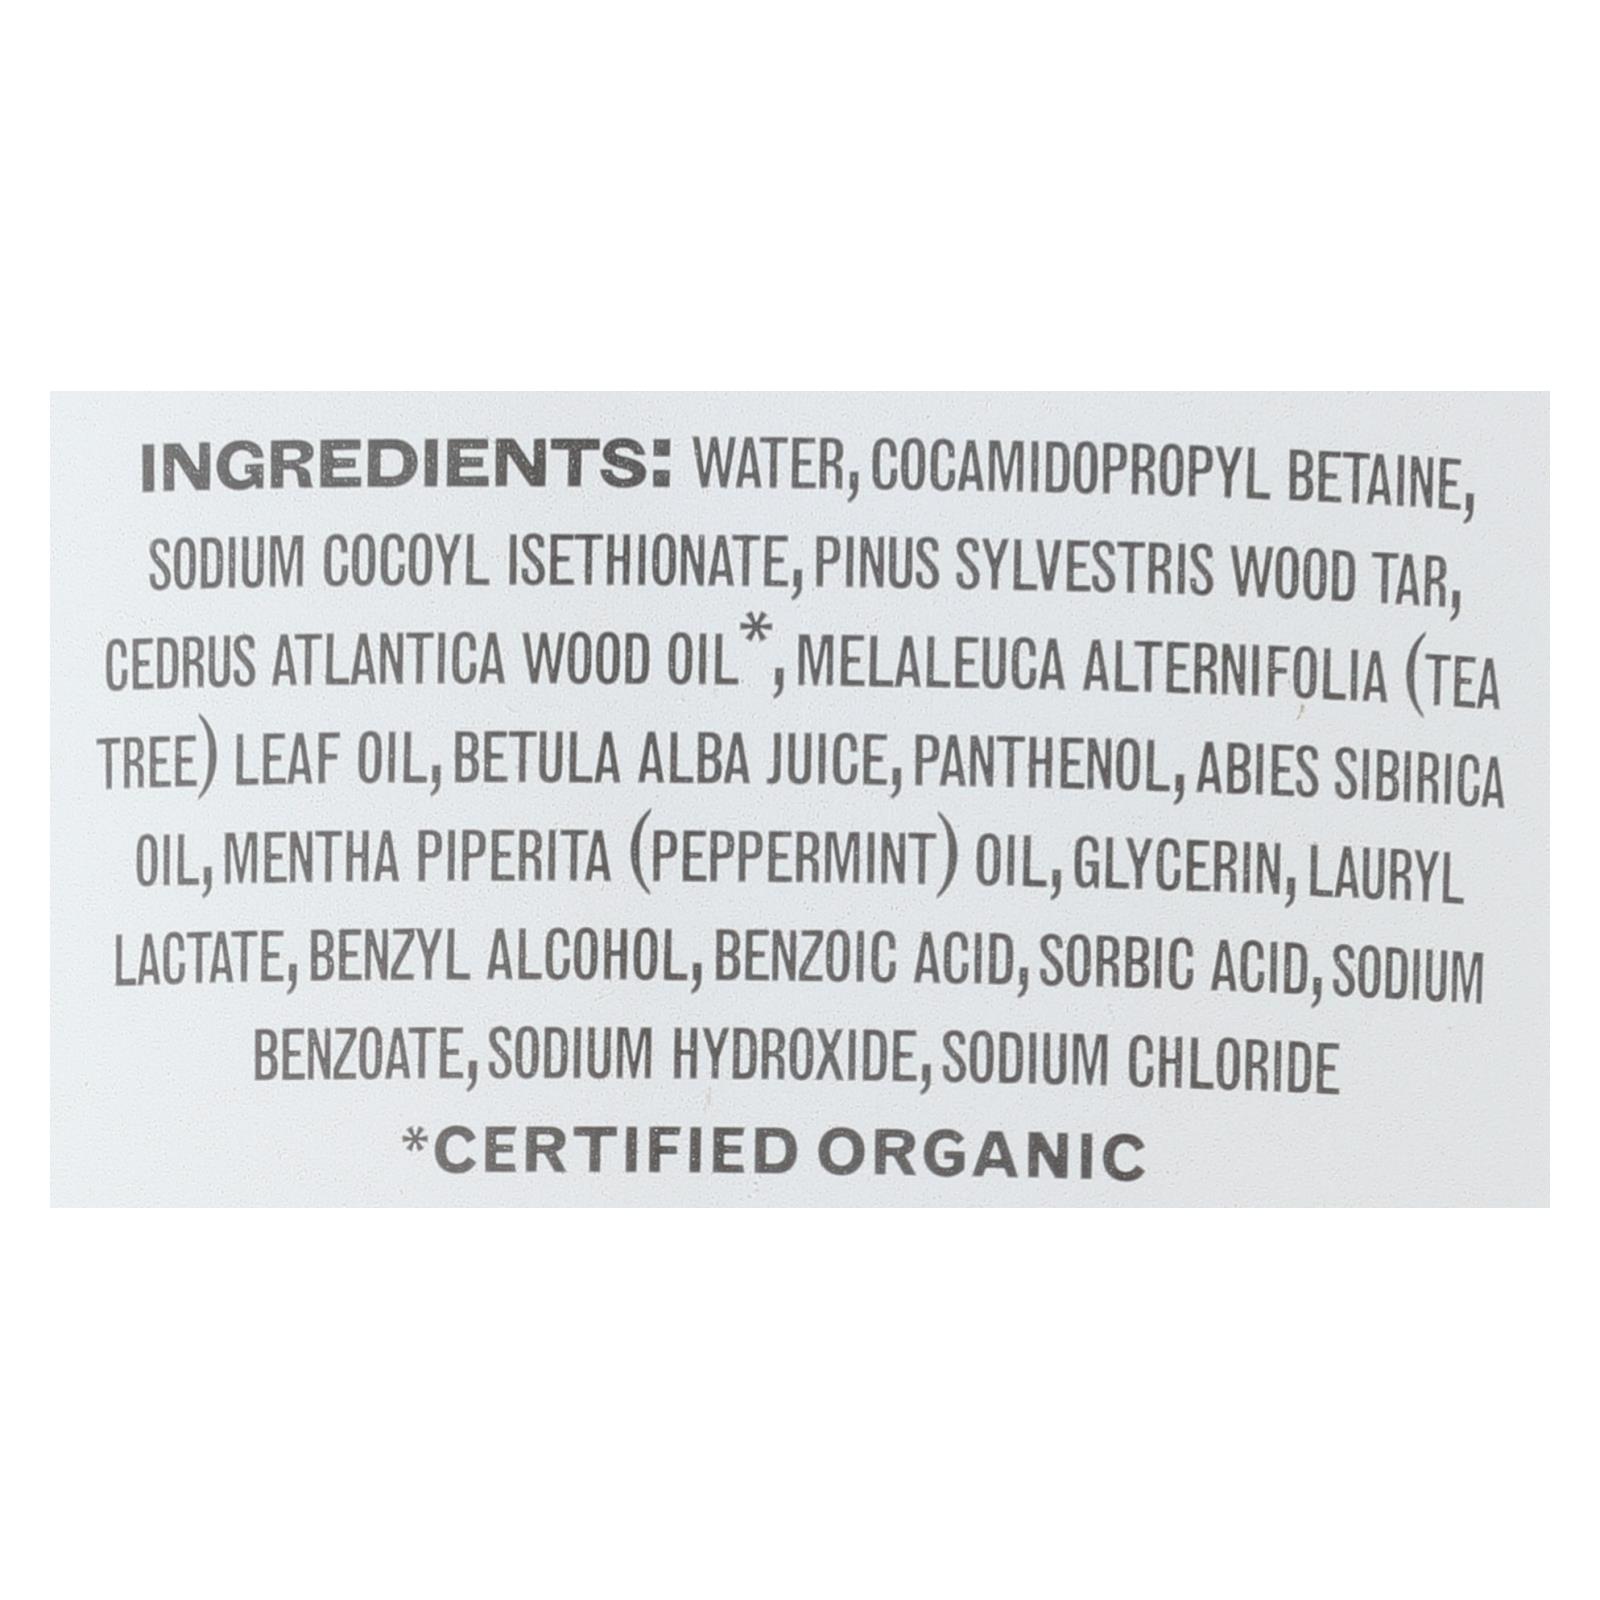 INGREDIENTS: WATER, COCAMIDOPROPYL BETAINE,
SODIUM COCOYL ISETHIONATE, PINUS SYLVESTRIS WOOD TAR,
CEDRUS ATLANTICA WOOD OIL*, MELALEUCA ALTERNIFOLIA (TEA
TREE) LEAF OIL, BETULA ALBA JUICE, PANTHENOL, ABIES SIBIRICA
OIL, MENTHA PIPERITA (PEPPERMINT) OIL, GLYCERIN, LAURYL
LACTATE, BENZYL ALCOHOL, BENZOIC ACID, SORBIC ACID, SODIUM
BENZOATE, SODIUM HYDROXIDE, SODIUM CHLORIDE
*CERTIFIED ORGANIC